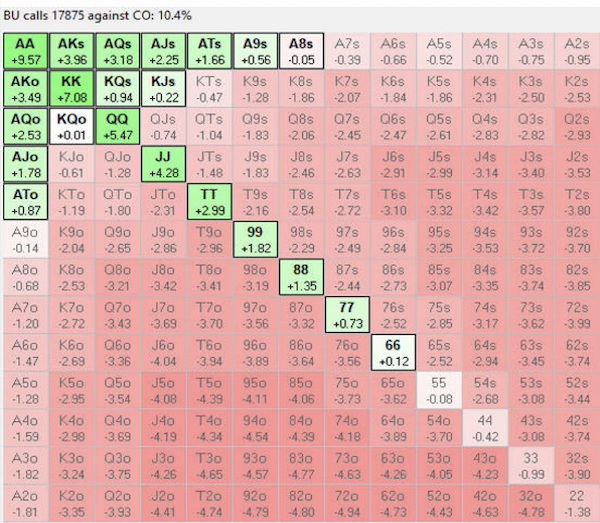 BU calls 17875 against CO: 10.4%
AA AKs AQs AJs ATs A9s A8s A7s A6s A5s A4s A3s A2s
+9.57 +3.96 +3.18 +2.25 +1.66 +0.56 -0.05 -0.39 -0.66 -0.52 -0.70 -0.75 -0.95
AKo KK KQs KJs KTs K9s K8s K7s K6s K5s K4s K3s K2s
+3.49 +7.08 +0.94 +0.22 -0.47 -1.28 -1.86 -2.07 -1.84 -1.86 -2.31 -2.50 -2.53
AQo KQo QQ QJs QTs Q9s Q8s Q7s Q6s Q5s Q4s Q3s Q2s
+2.53 +0.01 +5.47 -0.74 -1.04 -1.83 -2.06 -2.45 -2.47 -2.61 -2.83 -2.82 -2.93
AJo KJo QJo JJ JTs J9s J8s J7s J6s J5s J4s J3s J2s
+1.78 -0.61 -1.28 +4.28 -1.48 -1.83 -2.46 -2.63 -2.91 -2.99 -3.14 -3.40 -3.53
ATo KTo QTo JTo TT T9s T8s T7s T6s T5s T4s T3s T2s
+0.87 -1.19 -1.80 -2.31 +2.99 -2.16 -2.54 -2.72 -3.10 -3.32 -3.42 -3.57 -3.80
A9o K9o Q9o J9o T9o 99 98s 97s 96s 95s 94s 93s 92s
-0.14 -2.04 -2.65 -2.86 -2.96 +1.82 -2.29 -2.49 -2.84 -3.25 -3.53 -3.72 -3.70
A8o K8o Q8o J8o T8o 98o 88 87s 86s 85s 84s 83s 82s
-0.68 -2.53 -3.21 -3.42 -3.41 -3.19 +1.35 -2.44 -2.73 -3.07 -3.35 -3.74 -3.85
A7o K7o Q7o J7o T7o 97o 87o 77 76s 75s 74s 73s 72s
-1.20 -2.72 -3.43 -3.69 -3.70 -3.56 -3.32 +0.73 -2.52 -2.85 -3.17 -3.62 -3.99
A6o K6o Q6o J6o T6o 96o 86o 76o 66 65s 64s 63s 62s
-1.47 -2.69 -3.36 -4.04 -3.94 -3.89 -3.64 -3.56 +0.12 -2.52 -2.94 -3.45 -3.74
A5o K5o Q5o J5o T5o 95o 85o 75o 65o 55 54s 53s 52s
-1.28 -2.95 -3.54 -4.08 -4.39 -4.11 -4.06 -3.73 -3.62 -0.08 -2.68 -3.08 -3.44
A4o K4o Q4o J4o T4o 94o 84o 74o 64o 54o 44 43s 42s
-1.59 -2.98 -3.69 -4.19 -4.34 -4.54 -4.39 -4.18 -3.89 -3.70 -0.42 -3.08 -3.74
A3o K3o Q3o J3o T3o 93o 83o 73o 63o 53o 43o 33 32s
-1.82 -3.24 -3.75 -4.26 -4.65 -4.57 -4.77 -4.63 -4.26 -4.05 -4.23 -0.99 -3.90
A2o K2o Q2o J2o T2o 92o 82o 72o 62o 52o 42o 32o 22
-1.81 -3.35 -3.93 -4.41 -4.74 -4.79 -4.80 -4.94 -4.73 -4.43 -4.63 -4.78 -1.38